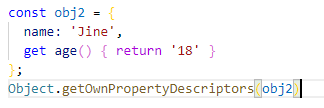 const obj2 = {
  name: 'Jine',
  get age() { return '18' }
};
Object.getOwnPropertyDescriptors(obj2)